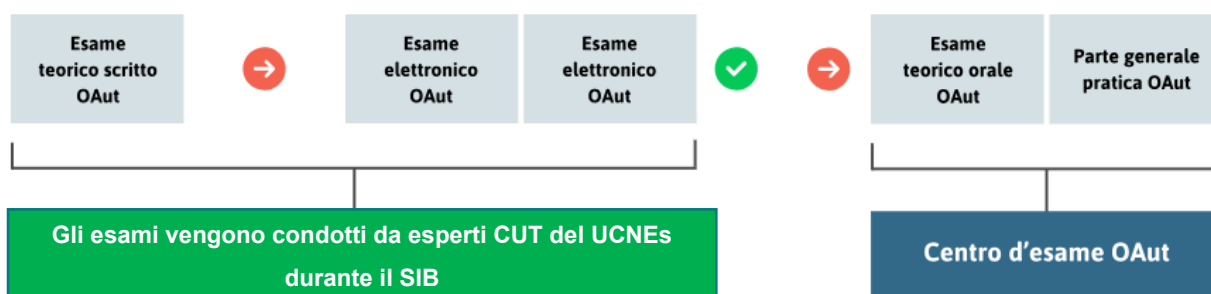 Esame
teorico scritto
OAut
Esame
elettronico
OAut
Esame
elettronico
OAut
Esame
teorico orale
OAut
Parte generale
pratica OAut
Gli esami vengono condotti da esperti CUT del UCNEs
durante il SIB
Centro d'esame OAut